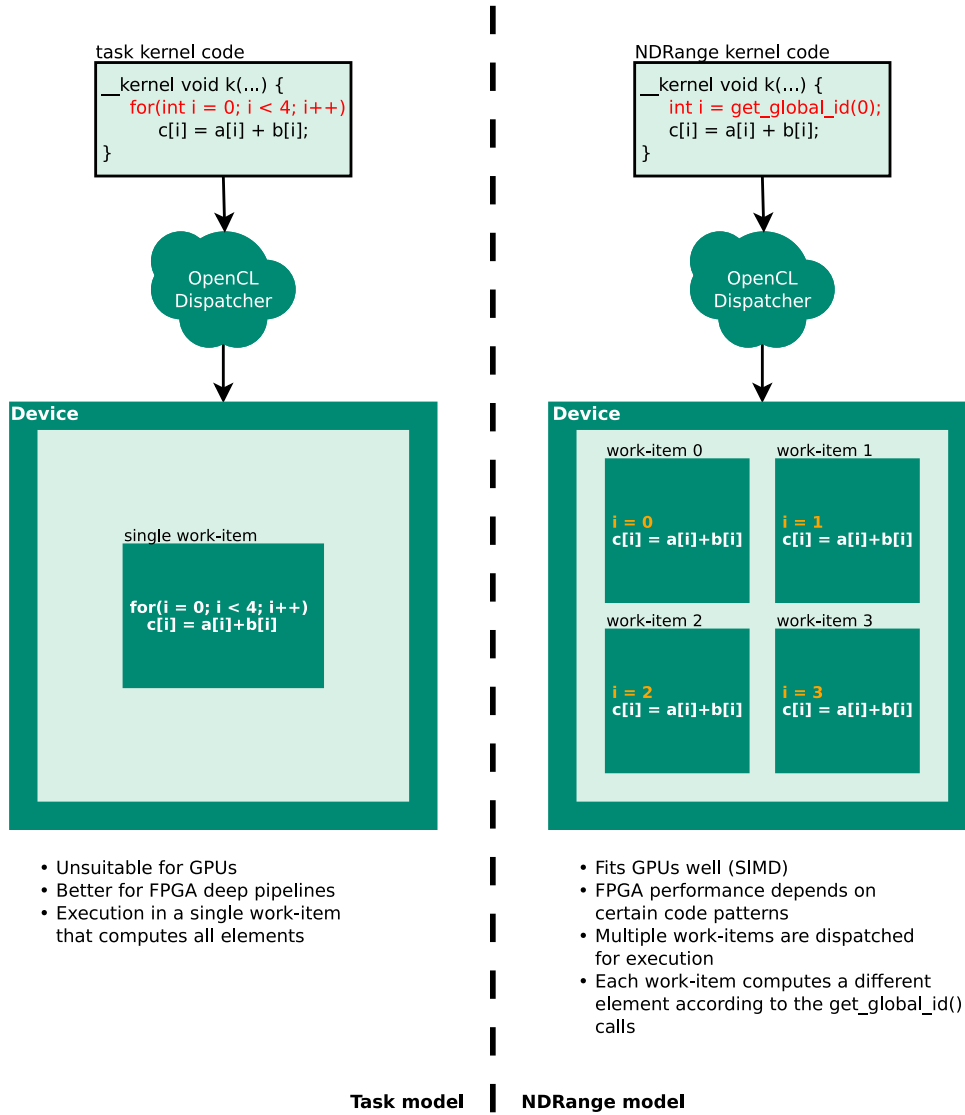 task kernel code
__kernel void k(...) {
for(int i = 0; i < 4; i++)
c[i] = a[i] + b[i];
}
OpenCL
Dispatcher
Device
single work-item
for(i = 0; i < 4; i++)
c[i] = a[i]+b[i]
• Unsuitable for GPUs
• Better for FPGA deep pipelines
• Execution in a single work-item
that computes all elements
Task model
NDRange kernel code
__kernel void k(...) {
int i = get_global_id(0);
c[i] = a[i] + b[i];
}
OpenCL
Dispatcher
Device
work-item 0
i = 0
c[i] = a[i]+b[i]
work-item 1
i = 1
c[i] = a[i]+b[i]
work-item 2
i = 2
c[i] = a[i]+b[i]
work-item 3
i = 3
c[i] = a[i]+b[i]
• Fits GPUs well (SIMD)
• FPGA performance depends on
certain code patterns
• Multiple work-items are dispatched
for execution
• Each work-item computes a different
element according to the get_global_id()
calls
NDRange model